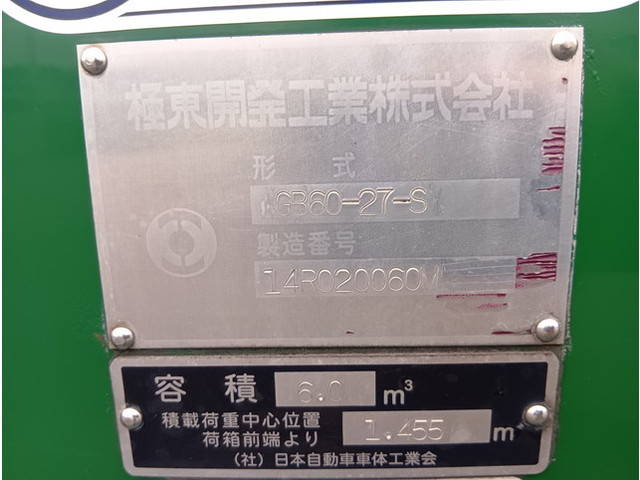 極東開発工業株式会社
形 式
GB60-27-S
製造番号
14R020060M
容積 6.0 m³
積載荷重中心位置
荷箱前端より 1.455 m
（社）日本自動車車体工業会